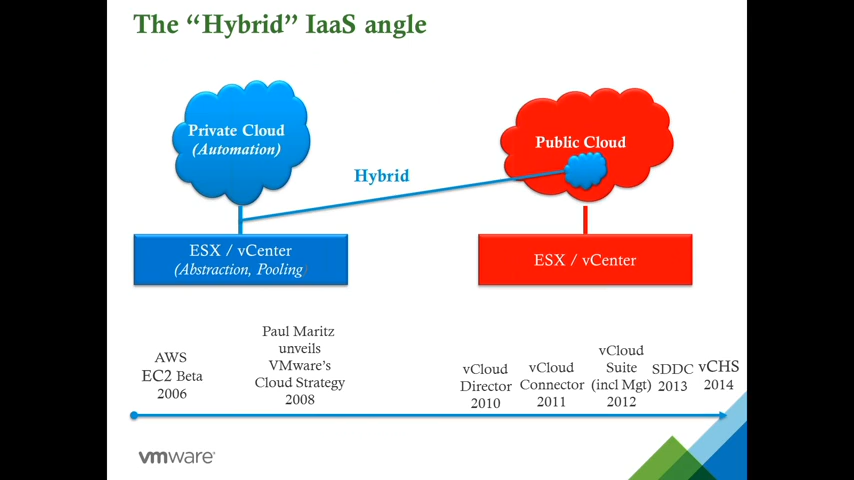 The “Hybrid” IaaS angle
Private Cloud
(Automation)
Public Cloud
Hybrid
ESX / vCenter
(Abstraction, Pooling)
ESX / vCenter
AWS
EC2 Beta
2006
Paul Maritz
unveils
VMware’s
Cloud Strategy
2008
vCloud
Director
2010
vCloud
Connector
2011
vCloud
Suite
(incl Mgt)
2012
SDDC
2013
vCHS
2014
vmware